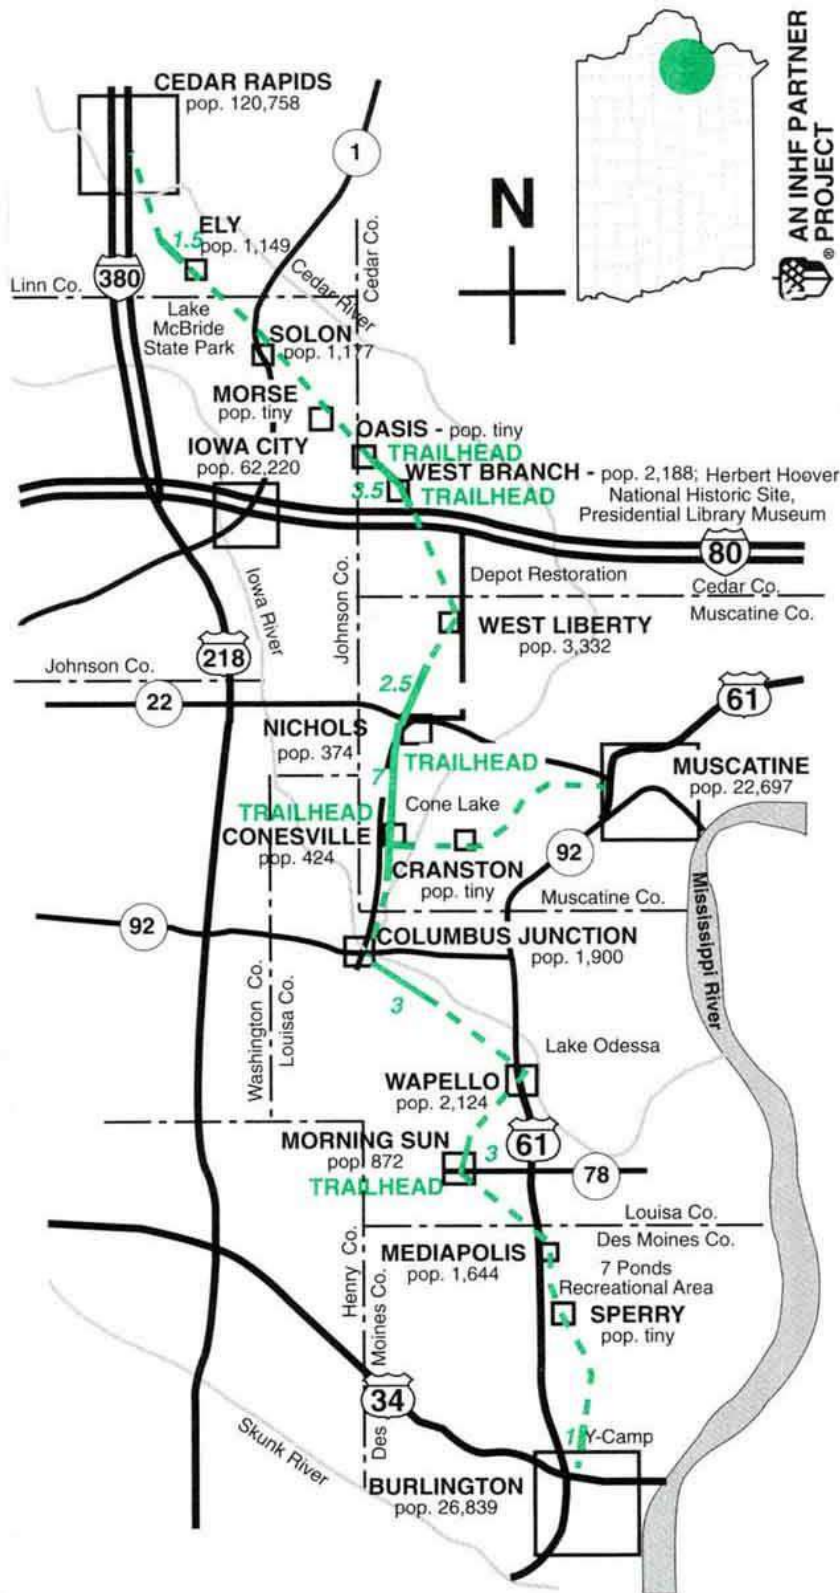 CEDAR RAPIDS
pop. 120,758
1
AN INHF PARTNER
PROJECT
®
N
ELY
1.5
pop. 1,149
380
Linn Co.
Cedar Co.
Cedar River
Lake
McBride
State Park
SOLON
pop. 1,177
MORSE
pop. tiny
OASIS - pop. tiny
TRAILHEAD
IOWA CITY
pop. 62,220
WEST BRANCH - pop. 2,188; Herbert Hoover
National Historic Site,
Presidential Library Museum
3.5
TRAILHEAD
80
Depot Restoration
Cedar Co.
Muscatine Co.
Iowa River
Johnson Co.
WEST LIBERTY
pop. 3,332
218
Johnson Co.
2.5
22
61
NICHOLS
pop. 374
TRAILHEAD
7
MUSCATINE
pop. 22,697
TRAILHEAD
Cone Lake
CONESVILLE
pop. 424
CRANSTON
pop. tiny
92
Muscatine Co.
Mississippi River
92
COLUMBUS JUNCTION
pop. 1,900
Washington Co.
Louisa Co.
3
Lake Odessa
WAPELLO
pop. 2,124
61
MORNING SUN
pop 872
3
78
TRAILHEAD
Louisa Co.
Des Moines Co.
MEDIAPOLIS
pop. 1,644
7 Ponds
Recreational Area
Henry Co.
Des Moines Co.
SPERRY
pop. tiny
34
Skunk River
1
Y-Camp
BURLINGTON
pop. 26,839